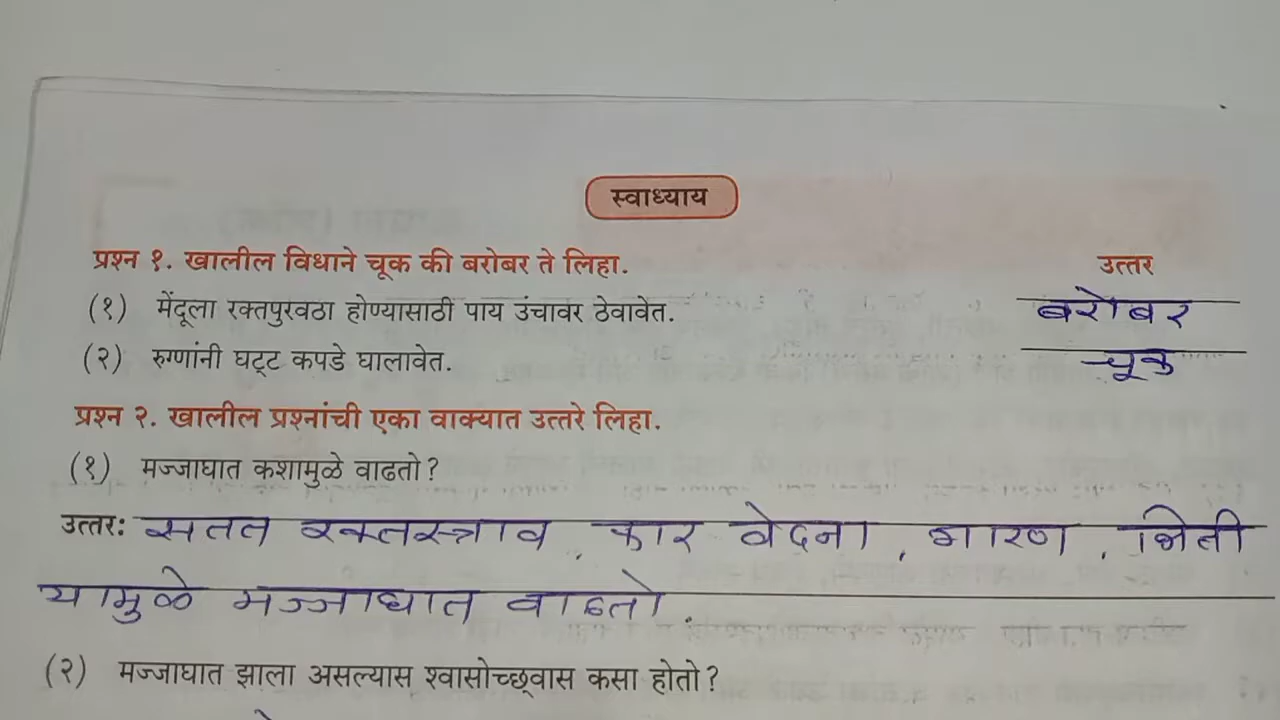 स्वाध्याय
प्रश्न १. खालील विधाने चूक की बरोबर ते लिहा. उत्तर
(१) मेंदूला रक्तपुरवठा होण्यासाठी पाय उंचावर ठेवावेत. बरोबर
(२) रुग्णांनी घट्ट कपडे घालावेत. चूक
प्रश्न २. खालील प्रश्नांची एका वाक्यात उत्तरे लिहा.
(१) मज्जाघात कशामुळे वाढतो?
उत्तरः सतत रक्तस्त्राव, फार वेदना, भिती
यामुळे मज्जाघात वाढतो.
(२) मज्जाघात झाला असल्यास श्वासोच्छ्वास कसा होतो?